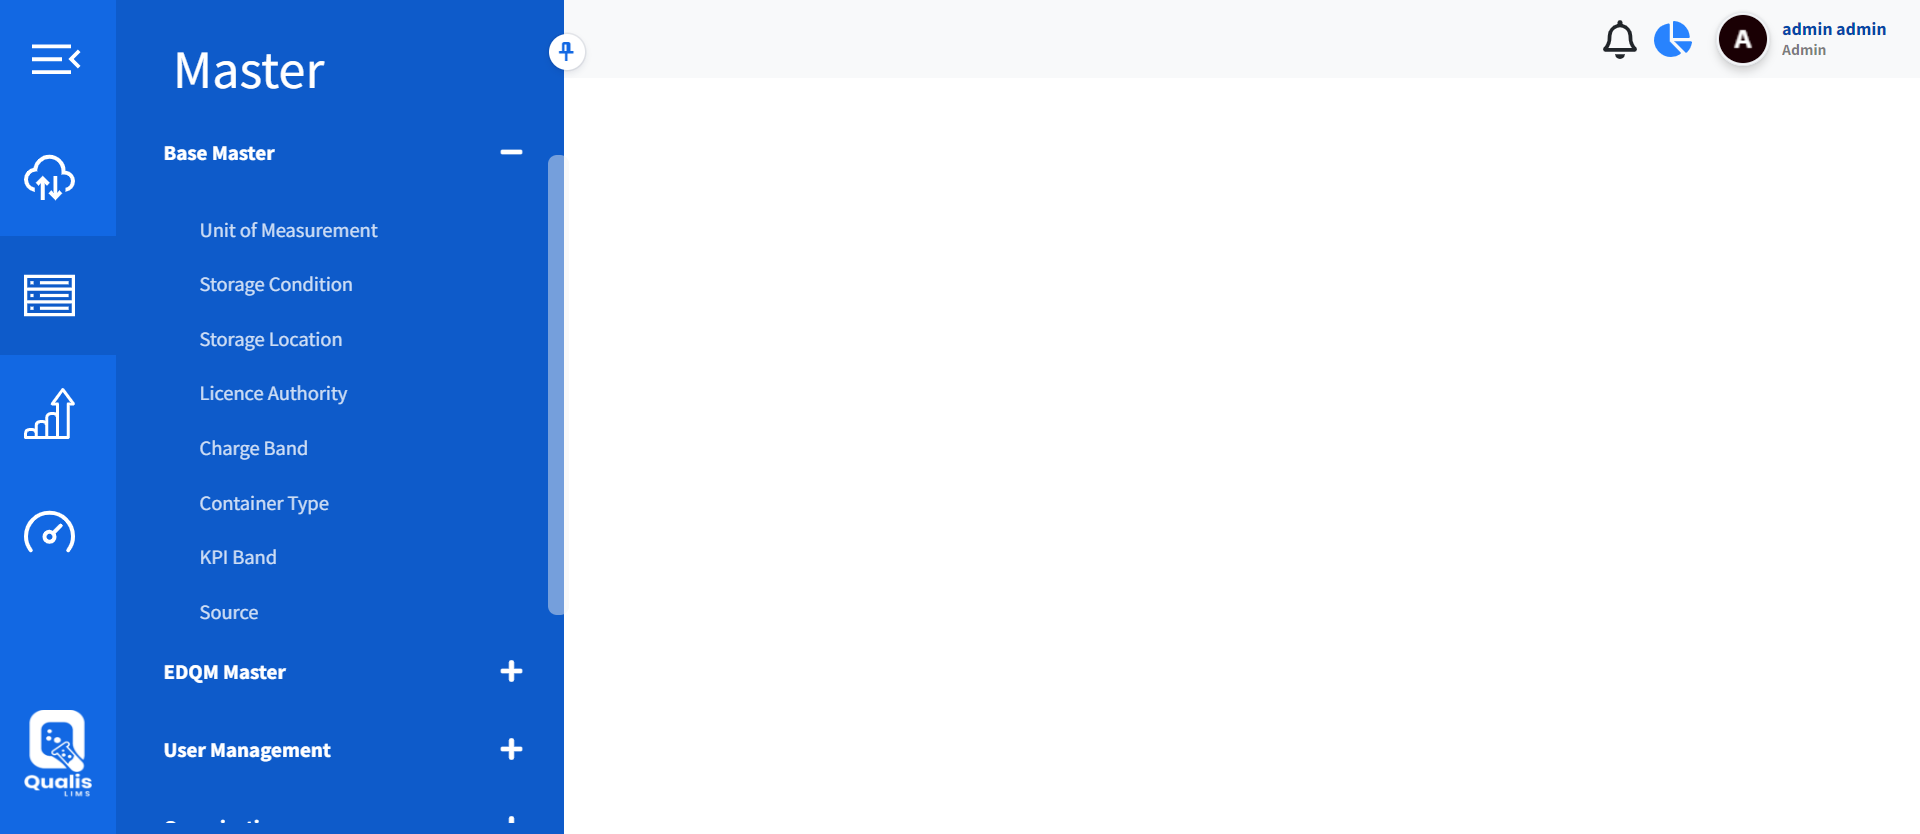 Master
Base Master
Unit of Measurement
Storage Condition
Storage Location
Licence Authority
Charge Band
Container Type
KPI Band
Source
EDQM Master
User Management
Qualis
LIMS
A
admin admin
Admin